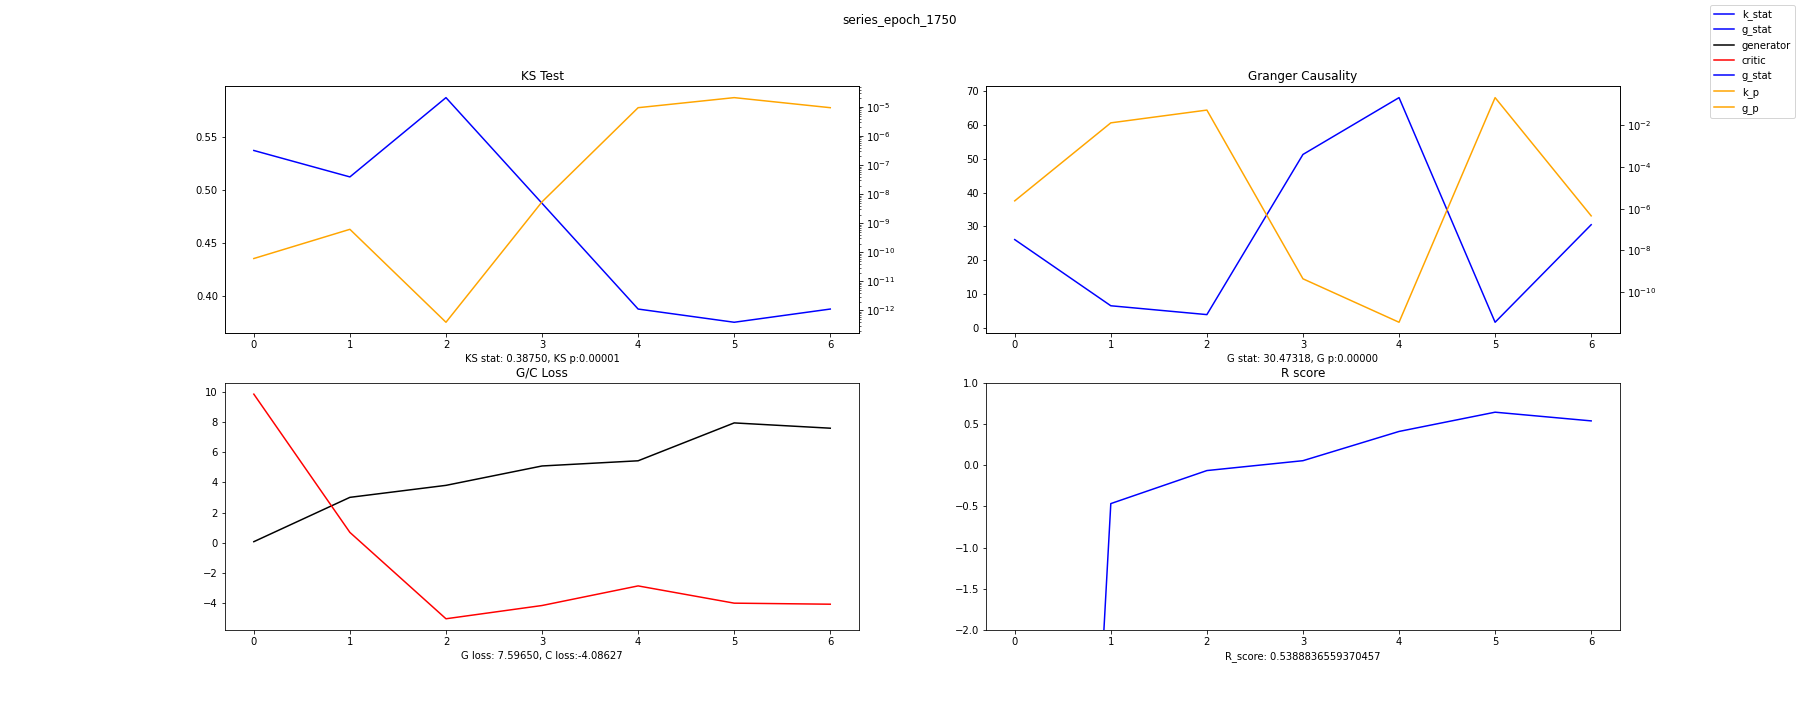 series_epoch_1750
k_stat
g_stat
generator
critic
g_stat
k_p
g_p
KS Test
0.55
0.50
0.45
0.40
10⁻⁵
10⁻⁶
10⁻⁷
10⁻⁸
10⁻⁹
10⁻¹⁰
10⁻¹¹
10⁻¹²
0 1 2 3 4 5 6
KS stat: 0.38750, KS p:0.00001
Granger Causality
70
60
50
40
30
20
10
0
10⁻²
10⁻⁴
10⁻⁶
10⁻⁸
10⁻¹⁰
0 1 2 3 4 5 6
G stat: 30.47318, G p:0.00000
G/C Loss
10
8
6
4
2
0
−2
−4
0 1 2 3 4 5 6
G loss: 7.59650, C loss:-4.08627
R score
1.0
0.5
0.0
−0.5
−1.0
−1.5
−2.0
0 1 2 3 4 5 6
R_score: 0.5388836559370457